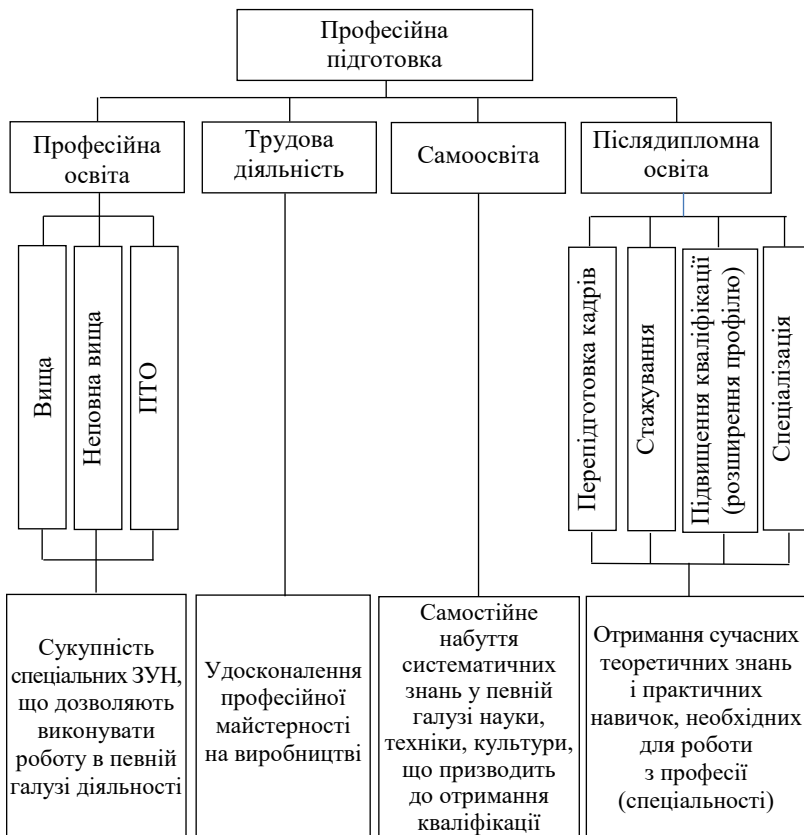 Професійна
підготовка
Професійна
освіта
Трудова
діяльність
Самоосвіта
Післядипломна
освіта
Вища
Неповна вища
ПТО
Перепідготовка кадрів
Стажування
Підвищення кваліфікації
(розширення профілю)
Спеціалізація
Сукупність
спеціальних ЗУН,
що дозволяють
виконувати
роботу в певній
галузі діяльності
Удосконалення
професійної
майстерності
на виробництві
Самостійне
набуття
систематичних
знань у певній
галузі науки,
техніки, культури,
що призводить
до отримання
кваліфікації
Отримання сучасних
теоретичних знань
і практичних
навичок, необхідних
для роботи
з професії
(спеціальності)